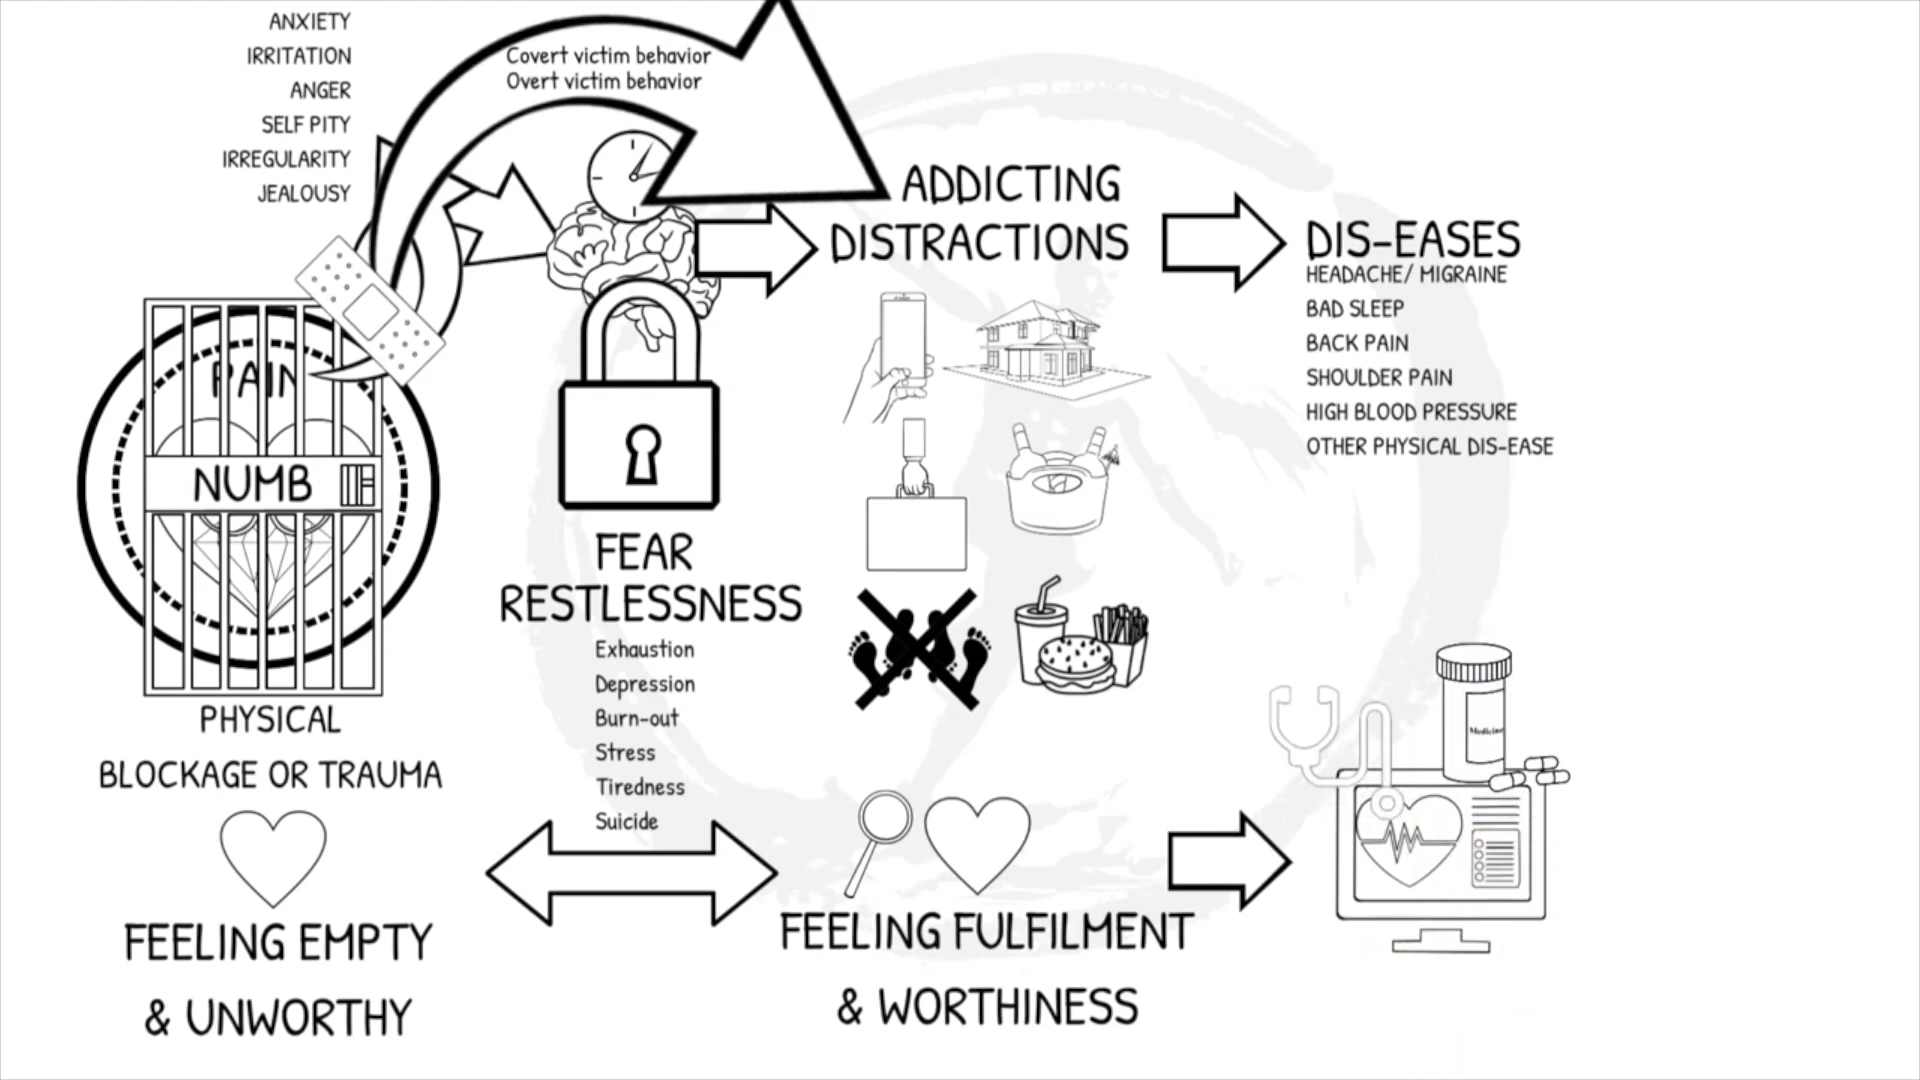 ANXIETY
IRRITATION
ANGER
SELF PITY
IRREGULARITY
JEALOUSY
Covert victim behavior
Overt victim behavior
PAIN
NUMB
PHYSICAL
BLOCKAGE OR TRAUMA
FEELING EMPTY
& UNWORTHY
FEAR
RESTLESSNESS
Exhaustion
Depression
Burn-out
Stress
Tiredness
Suicide
ADDICTING
DISTRACTIONS
FEELING FULFILMENT
& WORTHINESS
DIS-EASES
HEADACHE/ MIGRAINE
BAD SLEEP
BACK PAIN
SHOULDER PAIN
HIGH BLOOD PRESSURE
OTHER PHYSICAL DIS-EASE
Medicine